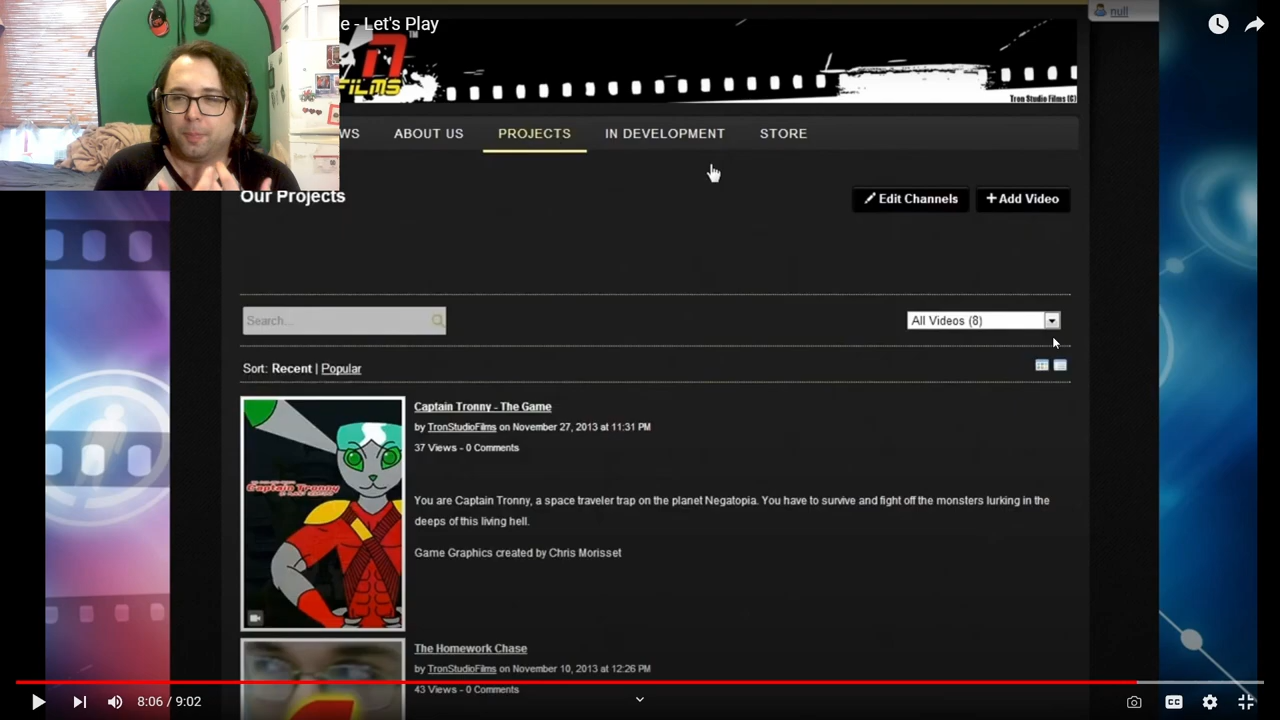 e - Let's Play
null
FILMS
Tron Studio Films (C)
WS ABOUT US PROJECTS IN DEVELOPMENT STORE
Our Projects
Edit Channels
+ Add Video
Search...
All Videos (8)
Sort: Recent | Popular
Captain Tronny - The Game
by TronStudioFilms on November 27, 2013 at 11:31 PM
37 Views - 0 Comments
Captain Tronny
You are Captain Tronny, a space traveler trap on the planet Negatopia. You have to survive and fight off the monsters lurking in the
deeps of this living hell.
Game Graphics created by Chris Morisset
The Homework Chase
by TronStudioFilms on November 10, 2013 at 12:26 PM
43 Views - 0 Comments
8:06 / 9:02
CC